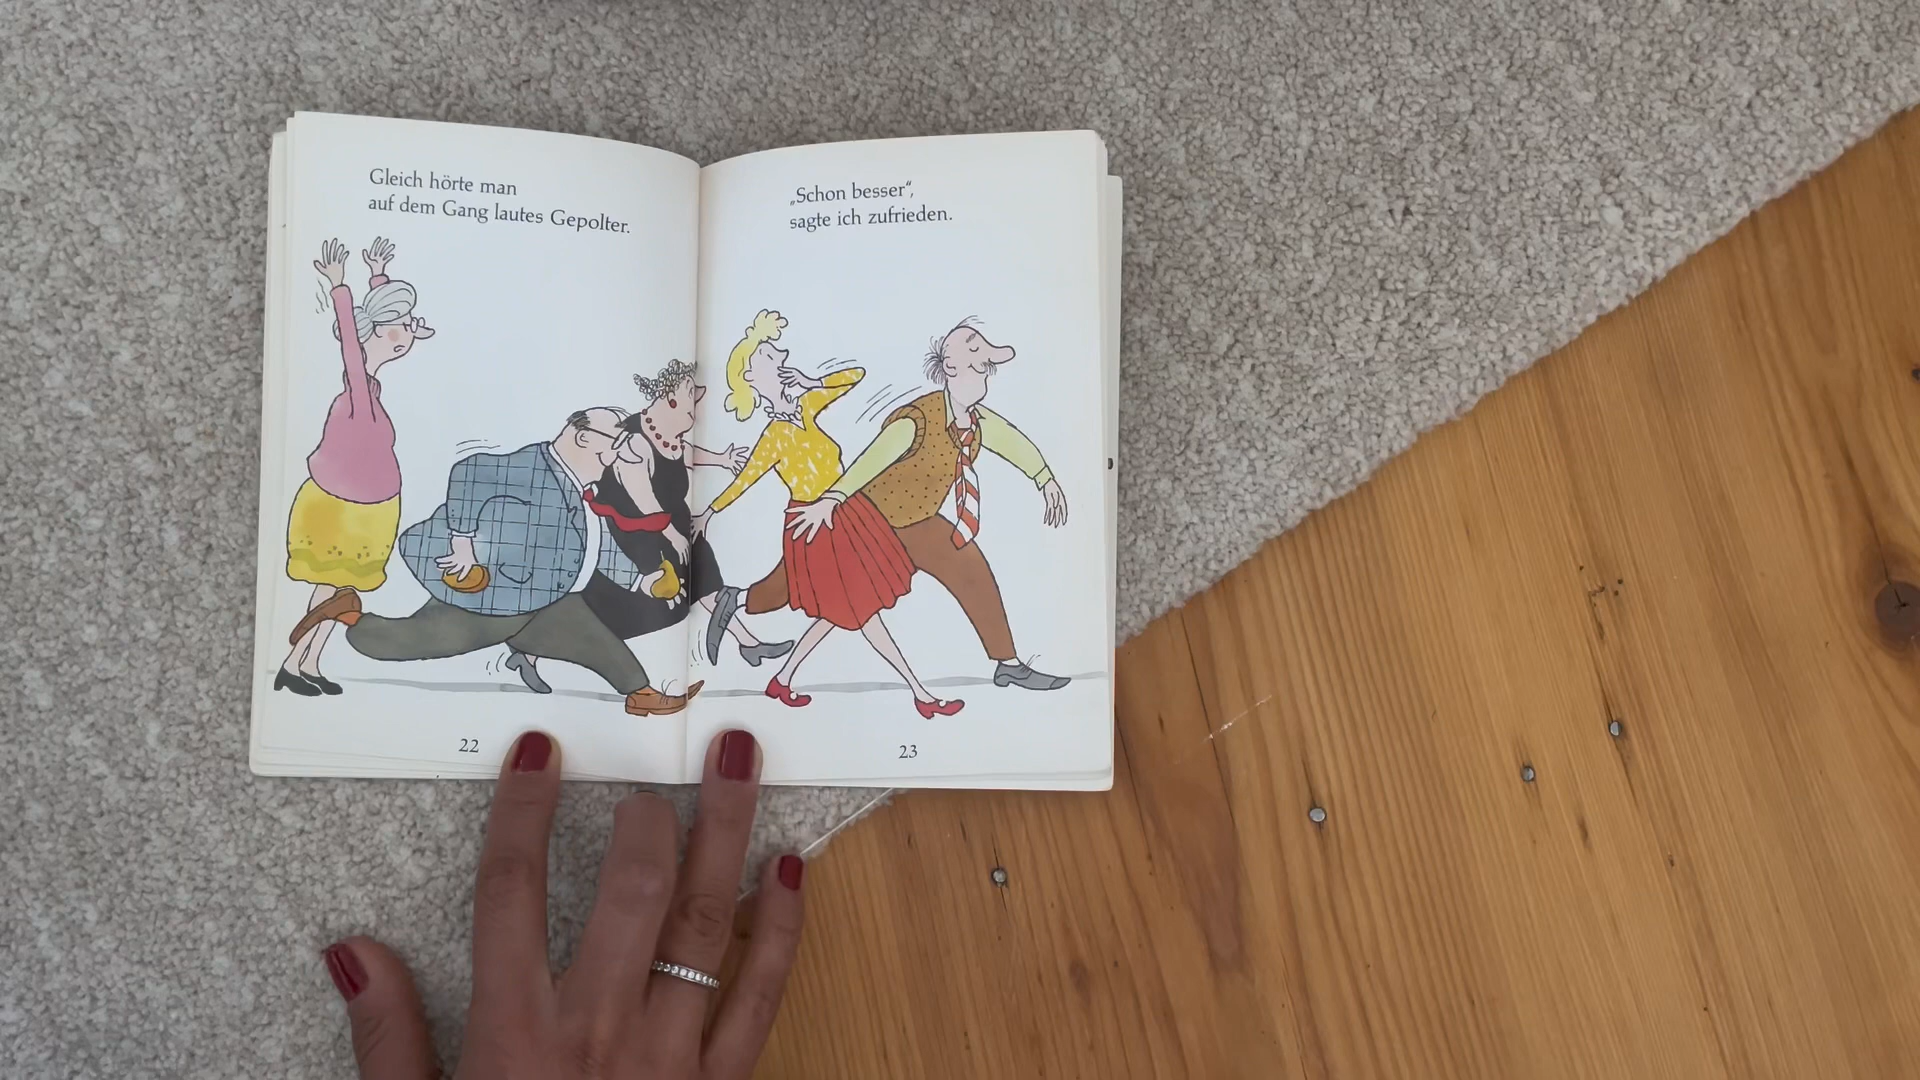 Gleich hörte man
auf dem Gang lautes Gepolter.
„Schon besser“,
sagte ich zufrieden.
22
23